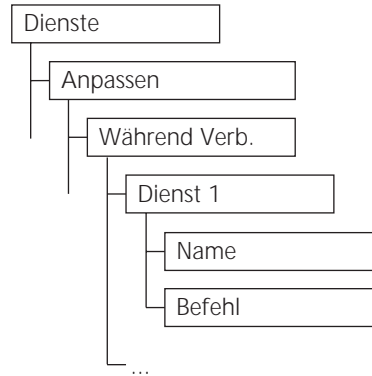 Dienste
Anpassen
Während Verb.
Dienst 1
Name
Befehl
...